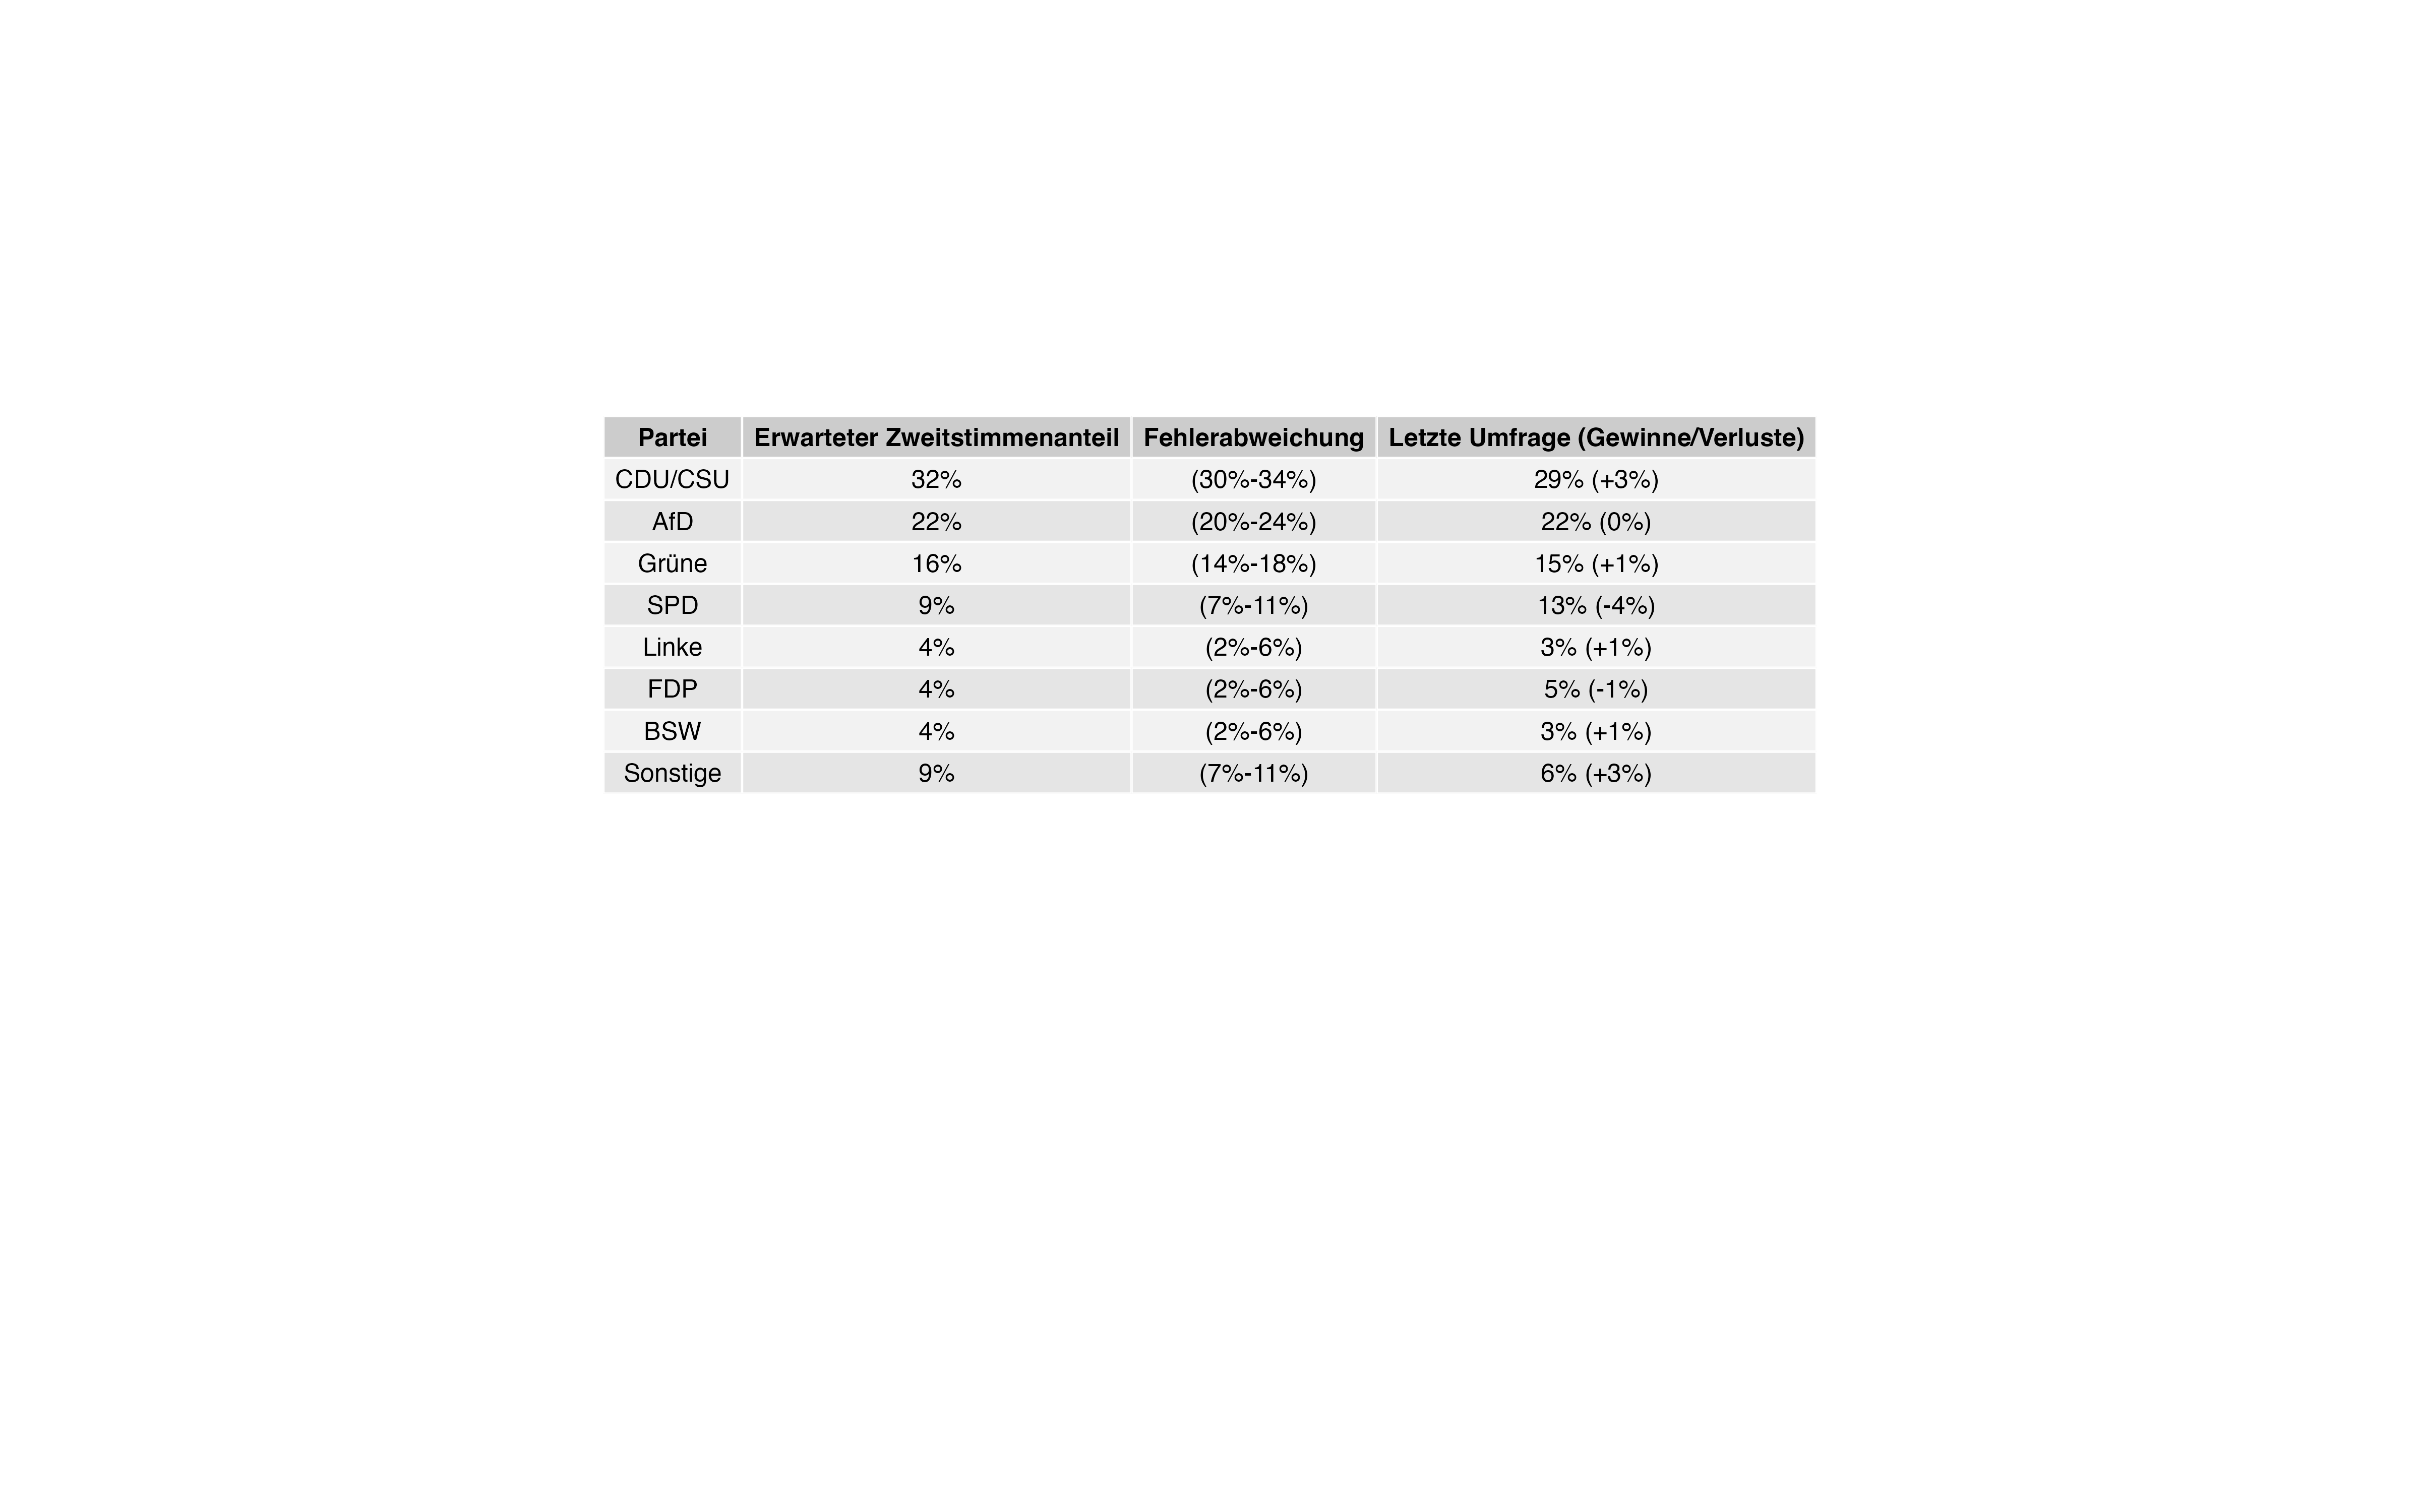 Partei Erwarteter Zweitstimmenanteil Fehlerabweichung Letzte Umfrage (Gewinne/Verluste)
CDU/CSU 32% (30%-34%) 29% (+3%)
AfD 22% (20%-24%) 22% (0%)
Grüne 16% (14%-18%) 15% (+1%)
SPD 9% (7%-11%) 13% (-4%)
Linke 4% (2%-6%) 3% (+1%)
FDP 4% (2%-6%) 5% (-1%)
BSW 4% (2%-6%) 3% (+1%)
Sonstige 9% (7%-11%) 6% (+3%)